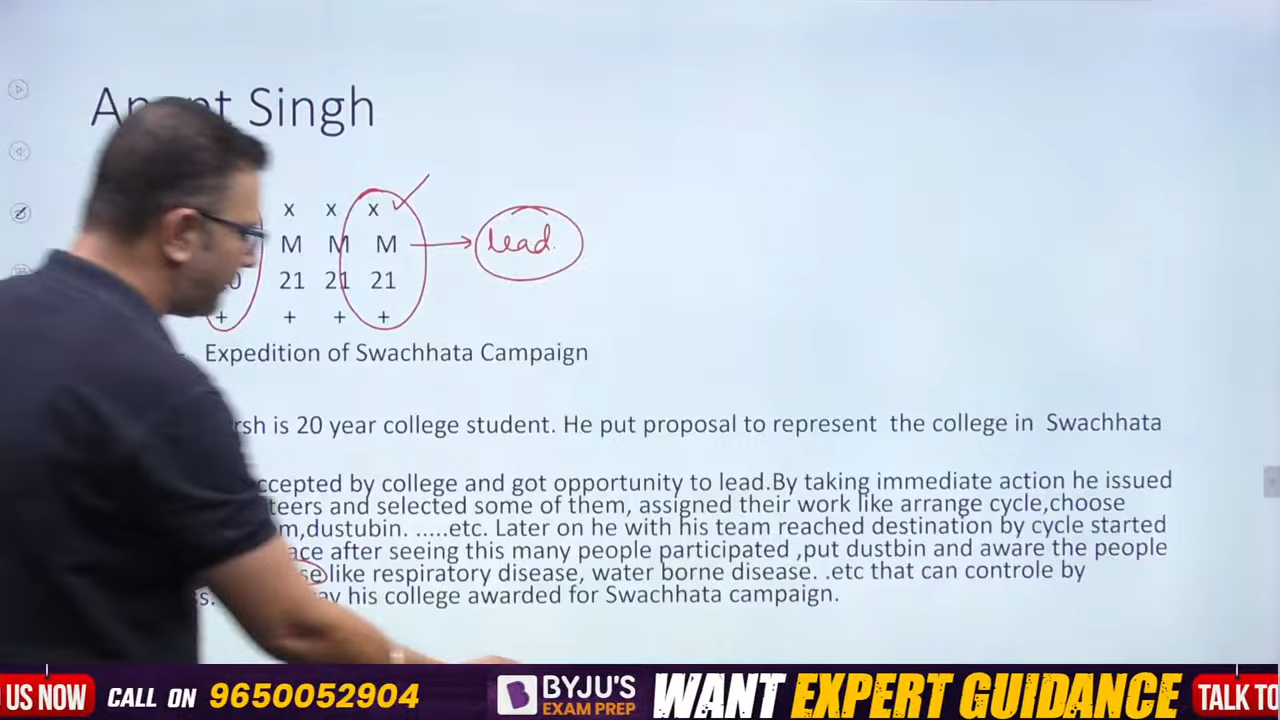 Singh
x x x
M M M lead.
21 21 21
+ + + +
Expedition of Swachhata Campaign
is 20 year college student. He put proposal to represent the college in Swachhata
by college and got opportunity to lead.By taking immediate action he issued
and selected some of them, assigned their work like arrange cycle,choose
,dustubin. .....etc. Later on he with his team reached destination by cycle started
after seeing this many people participated ,put dustbin and aware the people
like respiratory disease, water borne disease. .etc that can controle by
his college awarded for Swachhata campaign.
US NOW CALL ON 9650052904 BYJU'S EXAM PREP WANT EXPERT GUIDANCE TALK TO